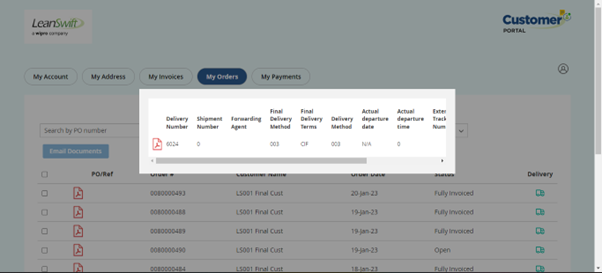 LeanSwift
a wipro company
Customer
PORTAL
My Account
My Address
My Invoices
My Orders
My Payments
Search by PO number
Email Documents
Delivery Number
Shipment Number
Forwarding Agent
Final Delivery Method
Final Delivery Terms
Delivery Method
Actual departure date
Actual departure time
Exter Track Num
6024 0 003 OF 003 N/A 0
PO/Ref Order # Customer Name Order Date Status Delivery
0080000493 LS001 Final Cust 20-Jan-23 Fully Invoiced
0080000488 LS001 Final Cust 19-Jan-23 Fully Invoiced
0080000489 LS001 Final Cust 19-Jan-23 Fully Invoiced
0080000490 LS001 Final Cust 19-Jan-23 Open
0080000484 LS001 Final Cust 18-Jan-23 Fully Invoiced